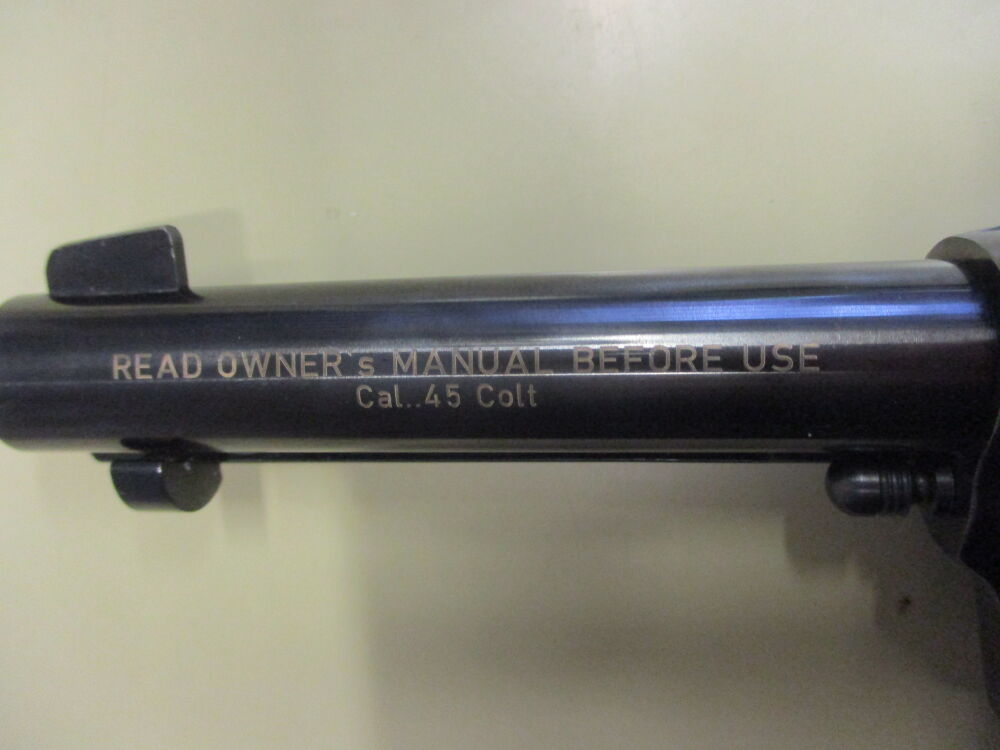 READ OWNER's MANUAL BEFORE USE
Cal..45 Colt